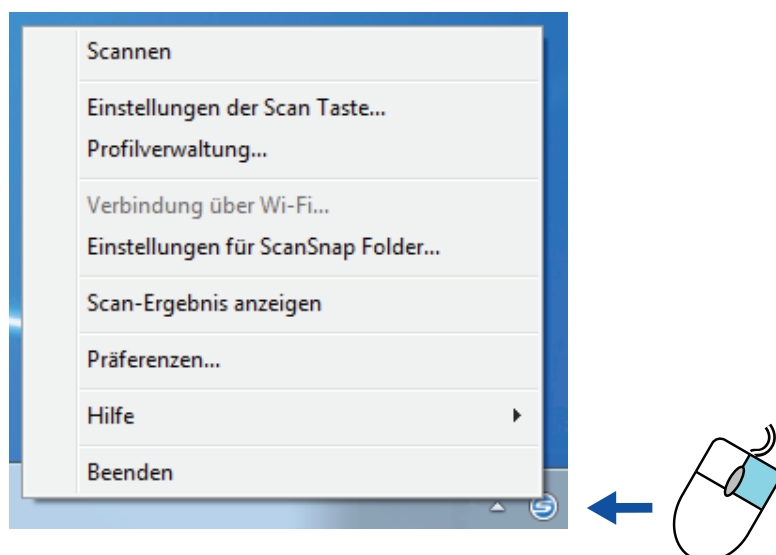 Scannen
Einstellungen der Scan Taste...
Profilverwaltung...
Verbindung über Wi-Fi...
Einstellungen für ScanSnap Folder...
Scan-Ergebnis anzeigen
Präferenzen...
Hilfe
Beenden